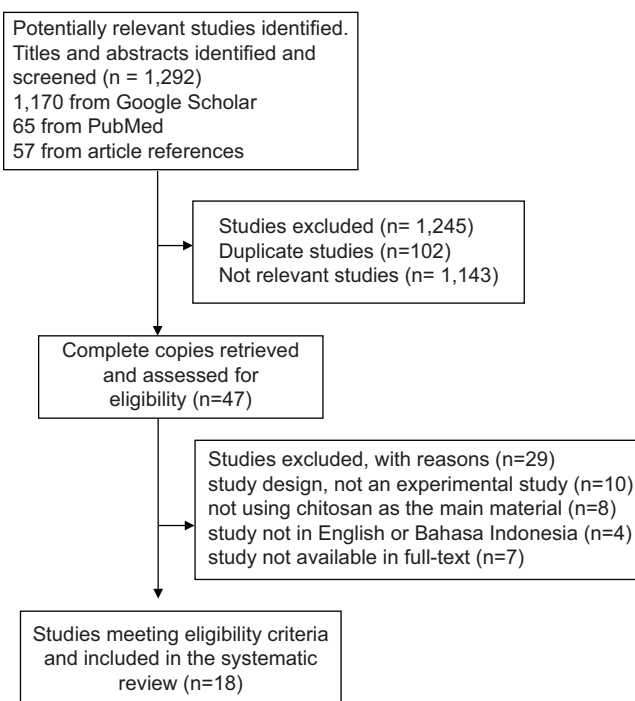 Potentially relevant studies identified.
Titles and abstracts identified and
screened (n = 1,292)
1,170 from Google Scholar
65 from PubMed
57 from article references
Studies excluded (n= 1,245)
Duplicate studies (n=102)
Not relevant studies (n= 1,143)
Complete copies retrieved
and assessed for
eligibility (n=47)
Studies excluded, with reasons (n=29)
study design, not an experimental study (n=10)
not using chitosan as the main material (n=8)
study not in English or Bahasa Indonesia (n=4)
study not available in full-text (n=7)
Studies meeting eligibility criteria
and included in the systematic
review (n=18)